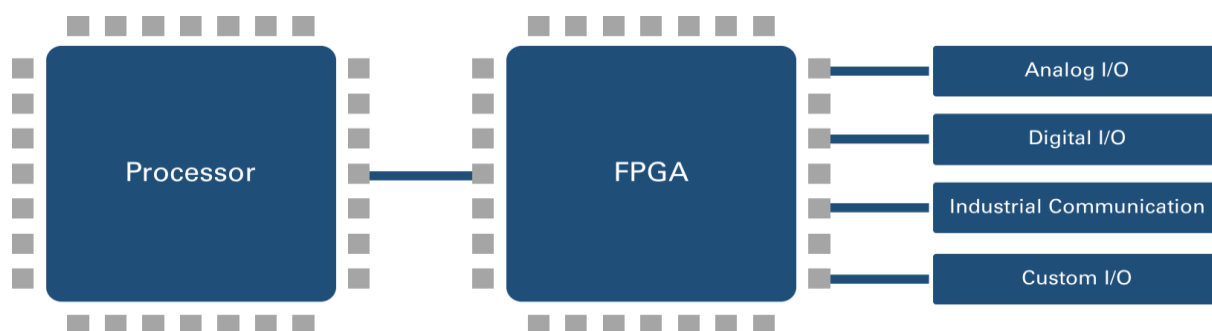 Processor
FPGA
Analog I/O
Digital I/O
Industrial Communication
Custom I/O